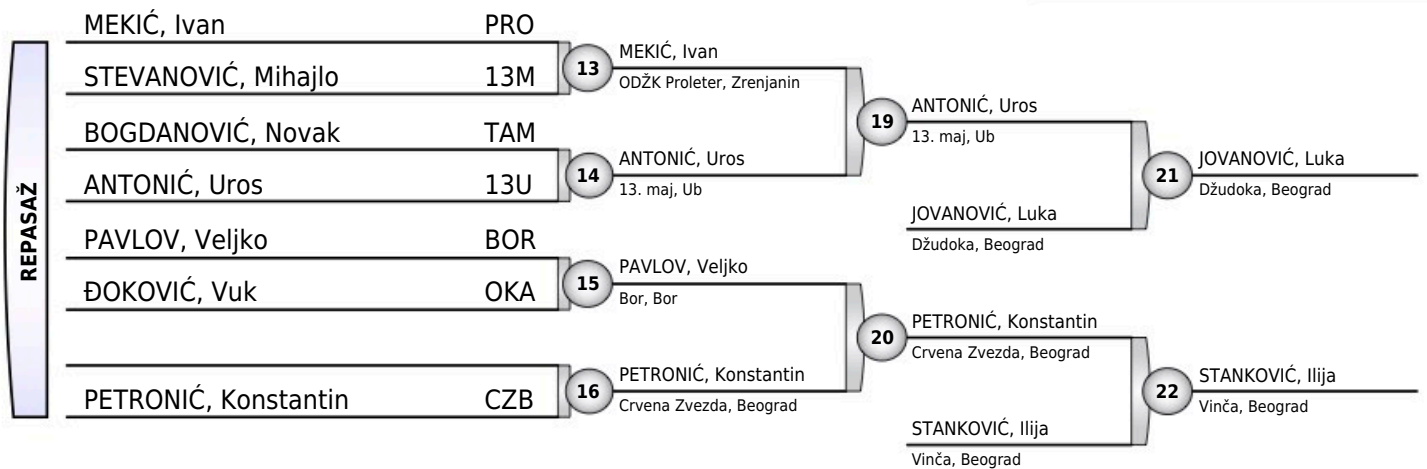 REPASAŽ
MEKIĆ, Ivan PRO
STEVANOVIĆ, Mihajlo 13M
BOGDANOVIĆ, Novak TAM
ANTONIĆ, Uros 13U
PAVLOV, Veljko BOR
ĐOKOVIĆ, Vuk OKA
PETRONIĆ, Konstantin CZB
13
MEKIĆ, Ivan
ODŽK Proleter, Zrenjanin
14
ANTONIĆ, Uros
13. maj, Ub
15
PAVLOV, Veljko
Bor, Bor
16
PETRONIĆ, Konstantin
Crvena Zvezda, Beograd
19
ANTONIĆ, Uros
13. maj, Ub
JOVANOVIĆ, Luka
Džudoka, Beograd
20
PETRONIĆ, Konstantin
Crvena Zvezda, Beograd
STANKOVIĆ, Ilija
Vinča, Beograd
21
JOVANOVIĆ, Luka
Džudoka, Beograd
22
STANKOVIĆ, Ilija
Vinča, Beograd